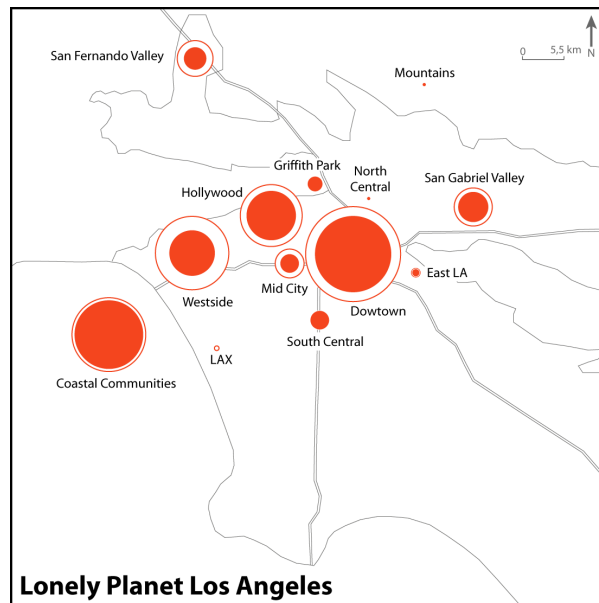 San Fernando Valley
0 5,5 km
N
Mountains
Griffith Park
North
Central
San Gabriel Valley
Hollywood
East LA
Mid City
Westside
Dowtown
South Central
LAX
Coastal Communities
Lonely Planet Los Angeles